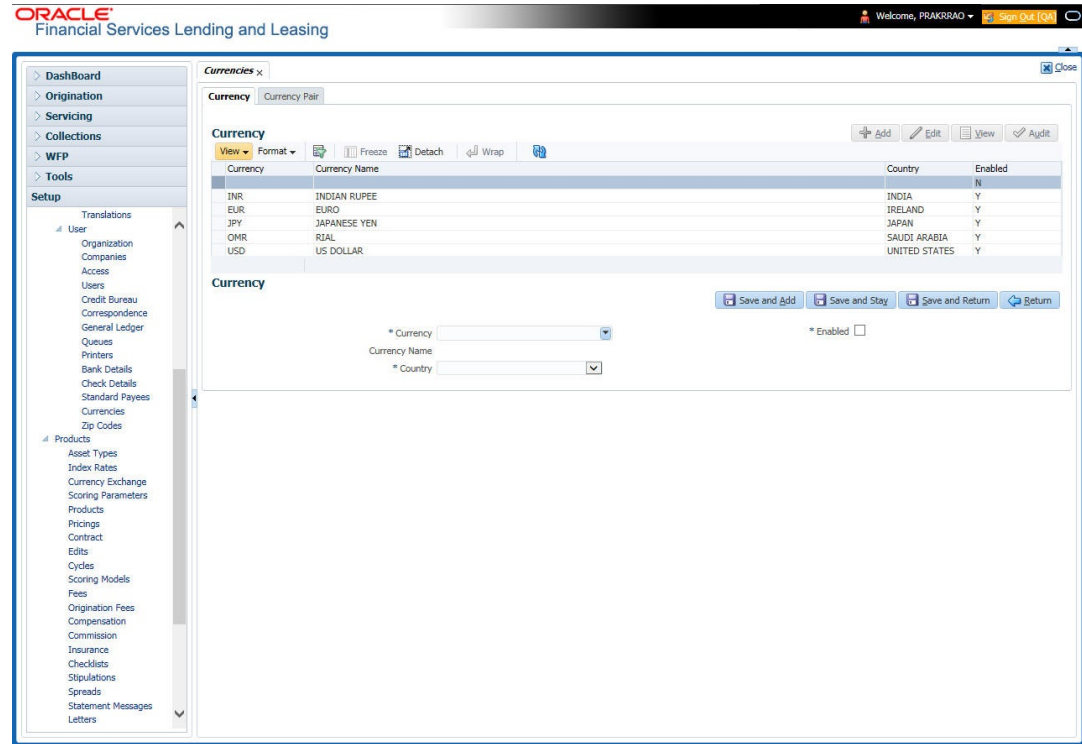 ORACLE
Financial Services Lending and Leasing
Welcome, PRAKRRAO
Sign Out [QA]
DashBoard
Origination
Servicing
Collections
WFP
Tools
Setup
Translations
User
Organization
Companies
Access
Users
Credit Bureau
Correspondence
General Ledger
Queues
Printers
Bank Details
Check Details
Standard Payees
Currencies
Zip Codes
Products
Asset Types
Index Rates
Currency Exchange
Scoring Parameters
Products
Pricings
Contract
Edits
Cycles
Scoring Models
Fees
Origination Fees
Compensation
Commission
Insurance
Checklists
Stipulations
Spreads
Statement Messages
Letters
Currencies x
Close
Currency Currency Pair
Currency
Add Edit View Audit
View Format Freeze Detach Wrap
Currency Currency Name Country Enabled
N
INR INDIAN RUPEE INDIA Y
EUR EURO IRELAND Y
JPY JAPANESE YEN JAPAN Y
OMR RIAL SAUDI ARABIA Y
USD US DOLLAR UNITED STATES Y
Currency
Save and Add Save and Stay Save and Return Return
* Currency
* Enabled
Currency Name
* Country